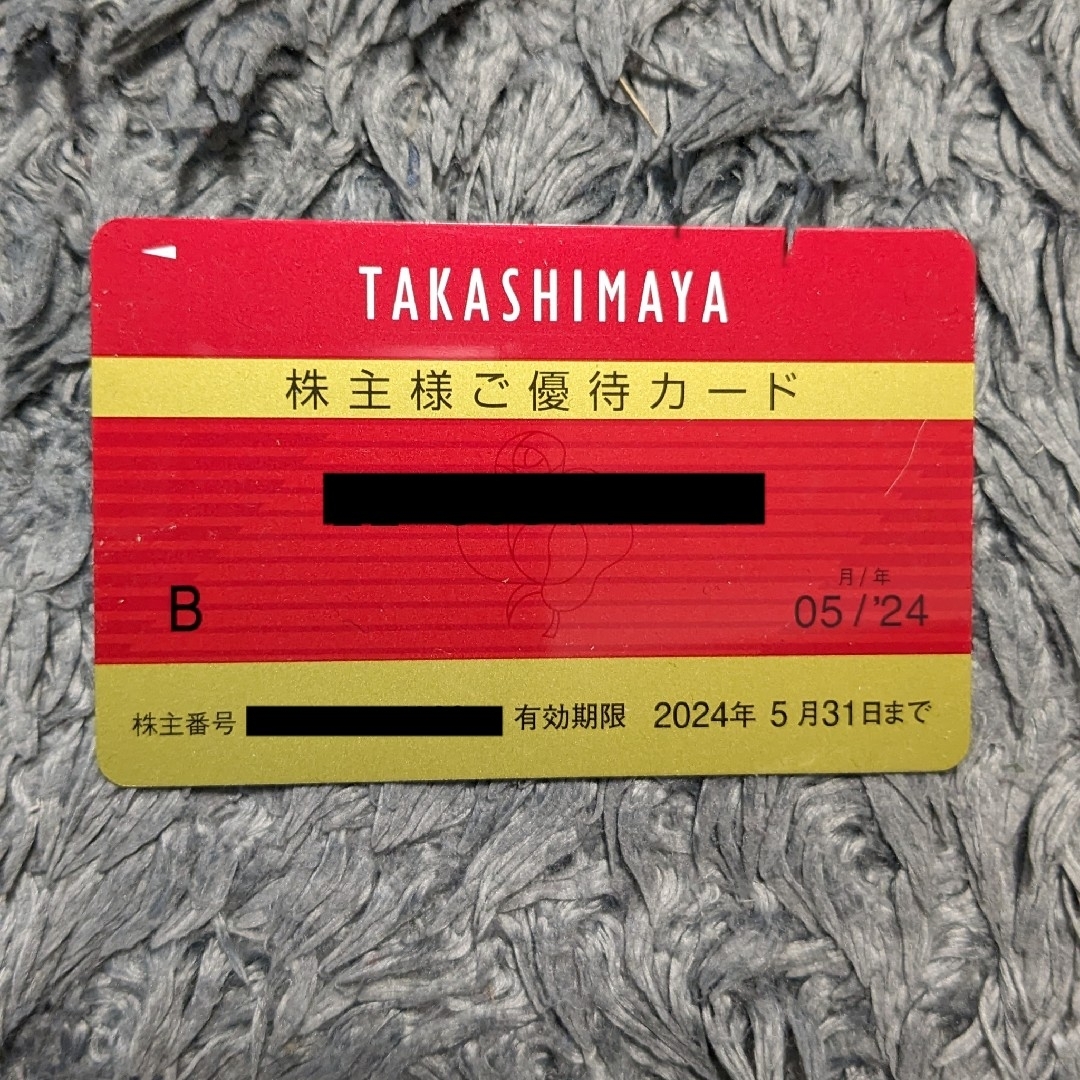 TAKASHIMAYA
株主様ご優待カード
B
月/年
05/'24
株主番号 有効期限 2024年 5月31日まで